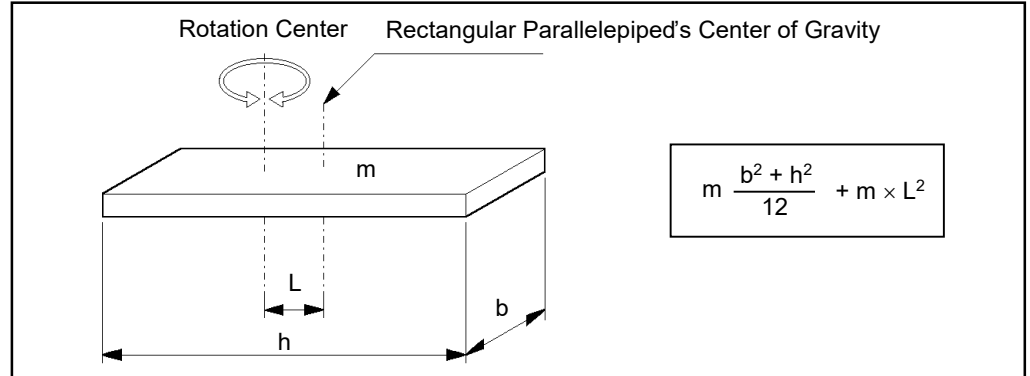 Rotation Center
Rectangular Parallelepiped's Center of Gravity
m
m b² + h² / 12 + m × L²
L
b
h